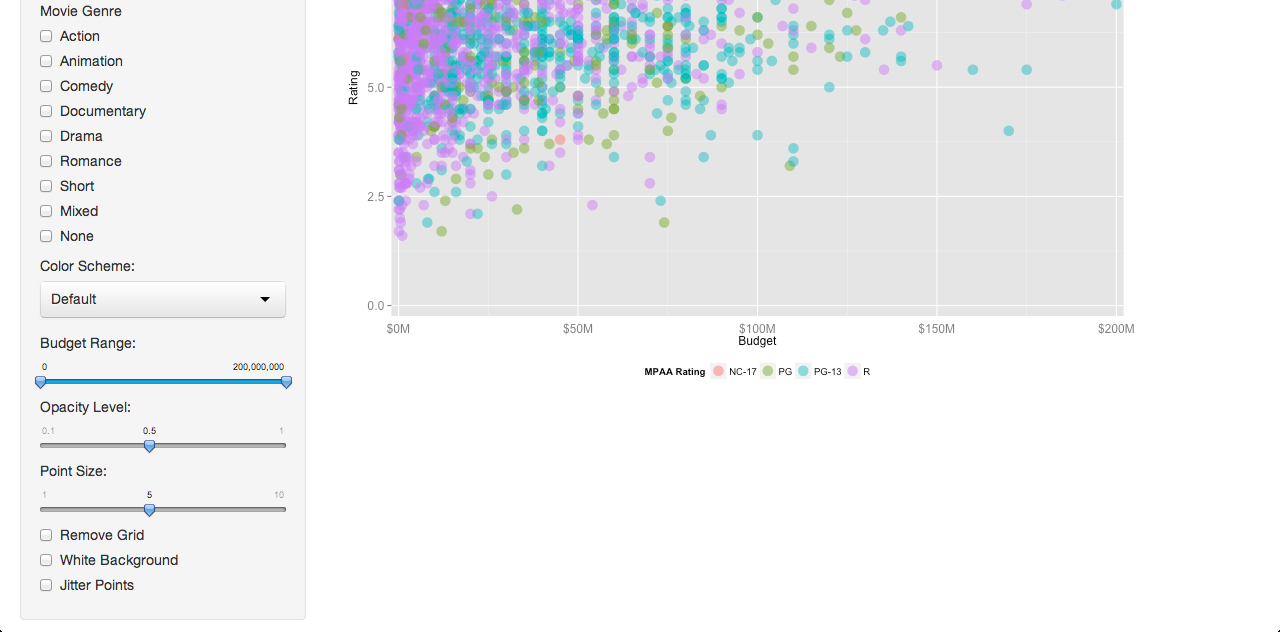 Movie Genre
Action
Animation
Comedy
Documentary
Drama
Romance
Short
Mixed
None
Color Scheme:
Default
Budget Range:
0 200,000,000
Opacity Level:
0.1 0.5 1
Point Size:
1 5 10
Remove Grid
White Background
Jitter Points
Rating
5.0
2.5
0.0
$0M $50M $100M $150M $200M
Budget
MPAA Rating NC-17 PG PG-13 R